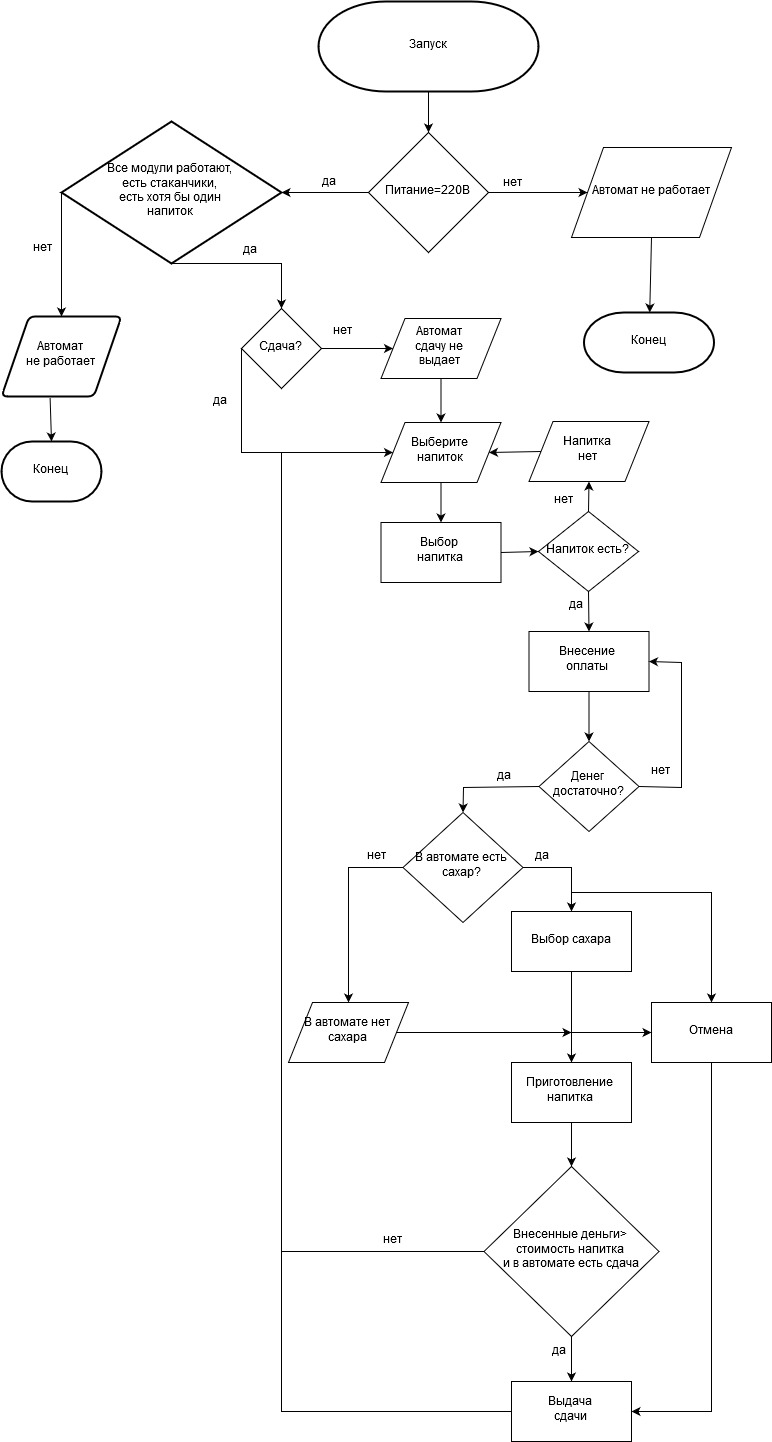 Запуск
Все модули работают,
есть стаканчики,
есть хотя бы один
напиток
да
Питание=220В
нет
Автомат не работает
нет
да
Автомат
не работает
Сдача?
нет
Автомат
сдачу не
выдает
Конец
да
Конец
Выберите
напиток
Напитка
нет
нет
Выбор
напитка
Напиток есть?
да
Внесение
оплаты
Денег
достаточно?
да
нет
В автомате есть
сахар?
нет
да
Выбор сахара
В автомате нет
сахара
Отмена
Приготовление
напитка
Внесенные деньги>
стоимость напитка
и в автомате есть сдача
нет
да
Выдача
сдачи